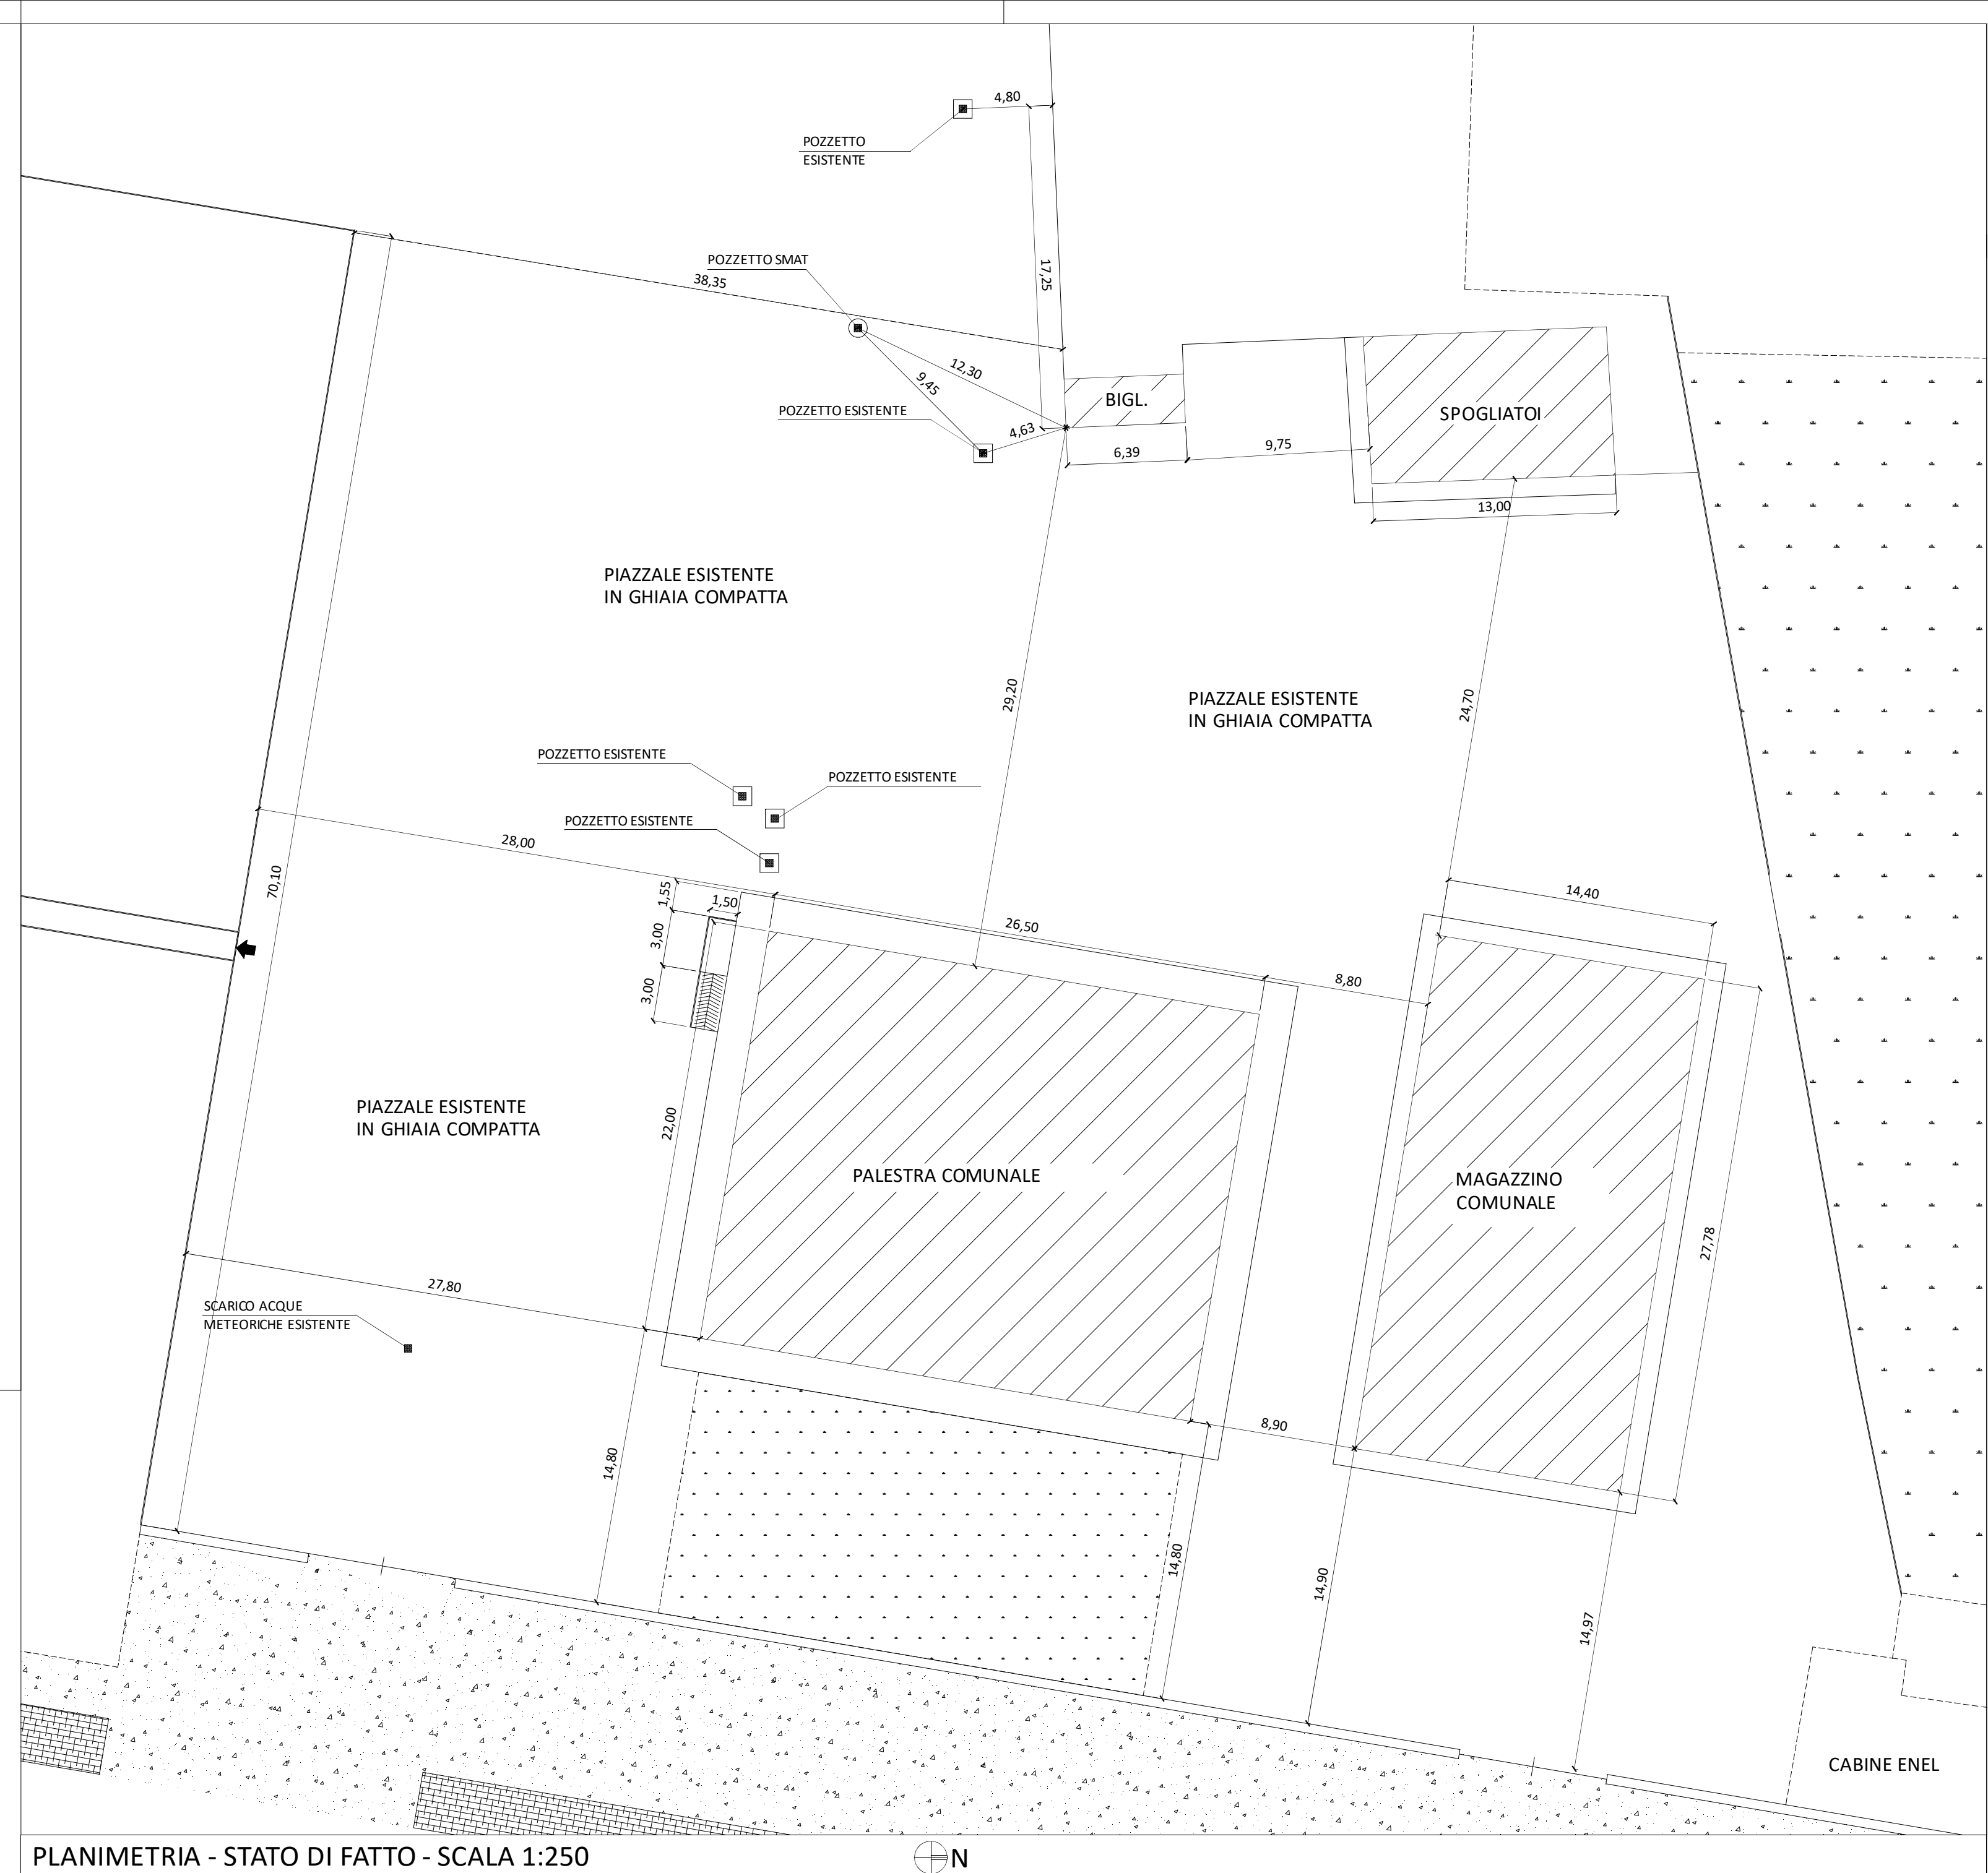 4,80
POZZETTO
ESISTENTE
POZZETTO SMAT
38,35
17,25
12,30
9,45
BIGL.
POZZETTO ESISTENTE
4,63
6,39
9,75
SPOGLIATOI
13,00
PIAZZALE ESISTENTE
IN GHIAIA COMPATTA
29,20
PIAZZALE ESISTENTE
IN GHIAIA COMPATTA
24,70
POZZETTO ESISTENTE
POZZETTO ESISTENTE
POZZETTO ESISTENTE
28,00
70,10
1,55
1,50
3,00
3,00
26,50
8,80
14,40
PIAZZALE ESISTENTE
IN GHIAIA COMPATTA
22,00
PALESTRA COMUNALE
MAGAZZINO
COMUNALE
27,78
27,80
SCARICO ACQUE
METEORICHE ESISTENTE
8,90
14,80
14,80
14,90
14,97
CABINE ENEL
PLANIMETRIA - STATO DI FATTO - SCALA 1:250
N